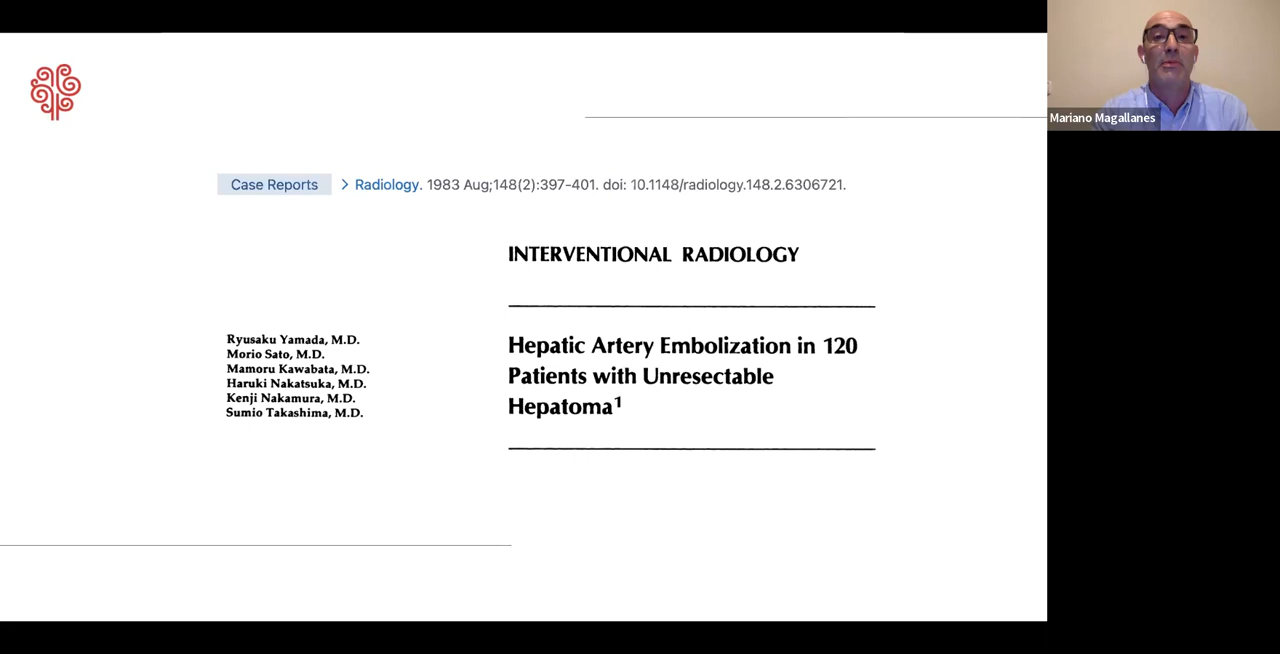 Mariano Magallanes
Case Reports > Radiology. 1983 Aug;148(2):397-401. doi: 10.1148/radiology.148.2.6306721.
INTERVENTIONAL RADIOLOGY
Ryusaku Yamada, M.D.
Morio Sato, M.D.
Mamoru Kawabata, M.D.
Haruki Nakatsuka, M.D.
Kenji Nakamura, M.D.
Sumio Takashima, M.D.
Hepatic Artery Embolization in 120
Patients with Unresectable
Hepatoma¹